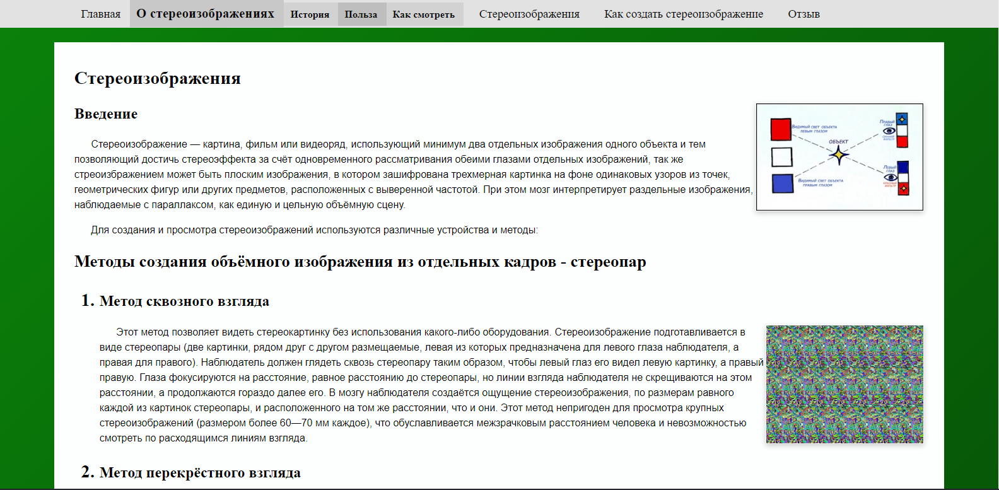 Главная О стереоизображениях История Польза Как смотреть Стереоизображения Как создать стереоизображение Отзыв
Стереоизображения
Введение
Стереоизображение — картина, фильм или видеоряд, использующий минимум два отдельных изображения одного объекта и тем
позволяющий достичь стереоэффекта за счёт одновременного рассматривания обеими глазами отдельных изображений, так же
стреоизбражением может быть плоским изображения, в котором зашифрована трехмерная картинка на фоне одинаковых узоров из точек,
геометрических фигур или других предметов, расположенных с выверенной частотой. При этом мозг интерпретирует раздельные изображения,
наблюдаемые с параллаксом, как единую и цельную объёмную сцену.
Видимый свет объекта
левым глазом
Правый
глаз
синий
фильтр
ОБЪЕКТ
Левый
глаз
красный
фильтр
Видимый свет объекта
правым глазом
Для создания и просмотра стереоизображений используются различные устройства и методы:
Методы создания объёмного изображения из отдельных кадров - стереопар
1. Метод сквозного взгляда
Этот метод позволяет видеть стереокартинку без использования какого-либо оборудования. Стереоизображение подготавливается в
виде стереопары (две картинки, рядом друг с другом размещаемые, левая из которых предназначена для левого глаза наблюдателя, а
правая для правого). Наблюдатель должен глядеть сквозь стереопару таким образом, чтобы левый глаз его видел левую картинку, а правый
правую. Глаза фокусируются на расстояние, равное расстоянию до стереопары, но линии взгляда наблюдателя не скрещиваются на этом
расстоянии, а продолжаются гораздо далее его. В мозгу наблюдателя создаётся ощущение стереоизображения, по размерам равного
каждой из картинок стереопары, и расположенного на том же расстоянии, что и они. Этот метод непригоден для просмотра крупных
стереоизображений (размером более 60—70 мм каждое), что обуславливается межзрачковым расстоянием человека и невозможностью
смотреть по расходящимся линиям взгляда.
2. Метод перекрёстного взгляда